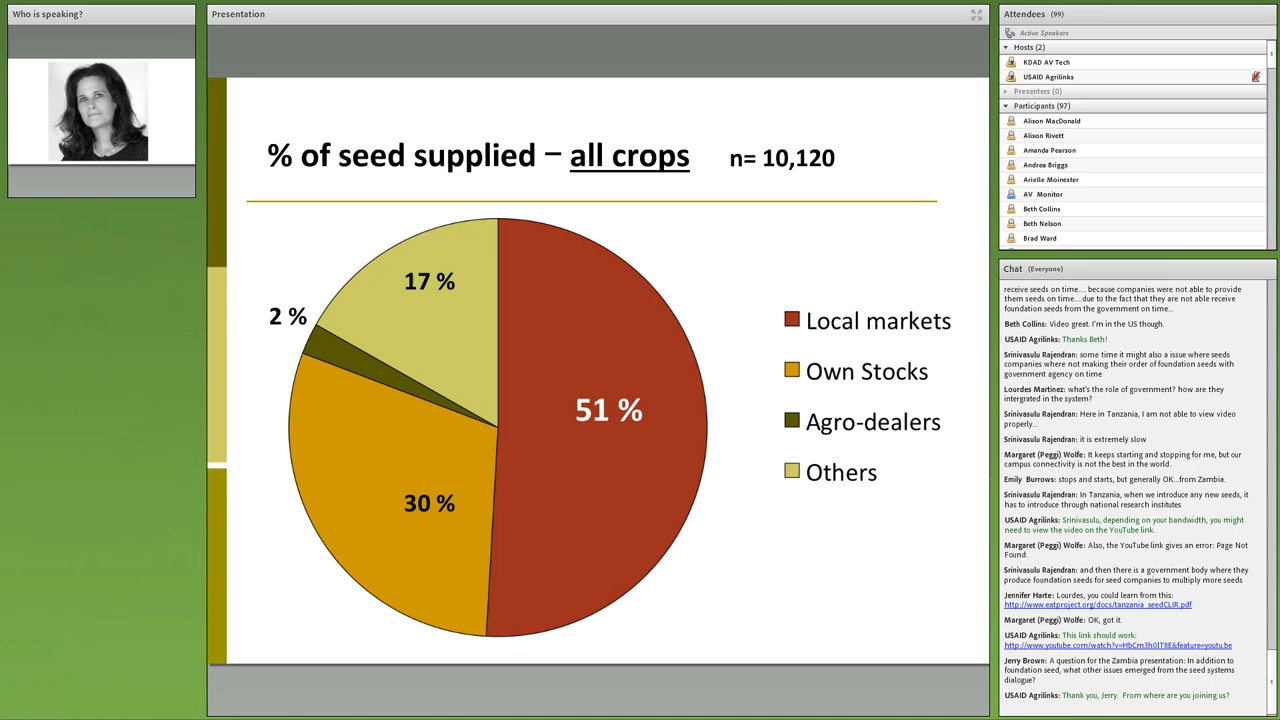 Who is speaking?
Presentation
% of seed supplied – all crops n= 10,120
17 %
2 %
51 %
30 %
Local markets
Own Stocks
Agro-dealers
Others
Attendees (99)
Active Speakers
Hosts (2)
KDAD AV Tech
USAID Agrilinks
Presenters (0)
Participants (97)
Alison MacDonald
Alison Rivett
Amanda Pearson
Andrea Briggs
Arielle Moinester
AV Monitor
Beth Collins
Beth Nelson
Brad Ward
Chat (Everyone)
receive seeds on time.... because companies were not able to provide
them seeds on time....due to the fact that they are not able receive
foundation seeds from the government on time...
Beth Collins: Video great. I'm in the US though.
USAID Agrilinks: Thanks Beth!
Srinivasulu Rajendran: some time it might also a issue where seeds
companies where not making their order of foundation seeds with
government agency on time
Lourdes Martinez: what's the role of government? how are they
intergrated in the system?
Srinivasulu Rajendran: Here in Tanzania, I am not able to view video
properly...
Srinivasulu Rajendran: it is extremely slow
Margaret (Peggi) Wolfe: It keeps starting and stopping for me, but our
campus connectivity is not the best in the world.
Emily Burrows: stops and starts, but generally OK...from Zambia.
Srinivasulu Rajendran: In Tanzania, when we introduce any new seeds, it
has to introduce through national research institutes
USAID Agrilinks: Srinivasulu, depending on your bandwidth, you might
need to view the video on the YouTube link.
Margaret (Peggi) Wolfe: Also, the YouTube link gives an error: Page Not
Found.
Srinivasulu Rajendran: and then there is a government body where they
produce foundation seeds for seed companies to multiply more seeds
Jennifer Harte: Lourdes, you could learn from this:
http://www.eatproject.org/docs/tanzania_seedCLIR.pdf
Margaret (Peggi) Wolfe: OK, got it.
USAID Agrilinks: This link should work:
http://www.youtube.com/watch?v=HbCm3h0lT8E&feature=youtu.be
Jerry Brown: A question for the Zambia presentation: In addition to
foundation seed, what other issues emerged from the seed systems
dialogue?
USAID Agrilinks: Thank you, Jerry. From where are you joining us?